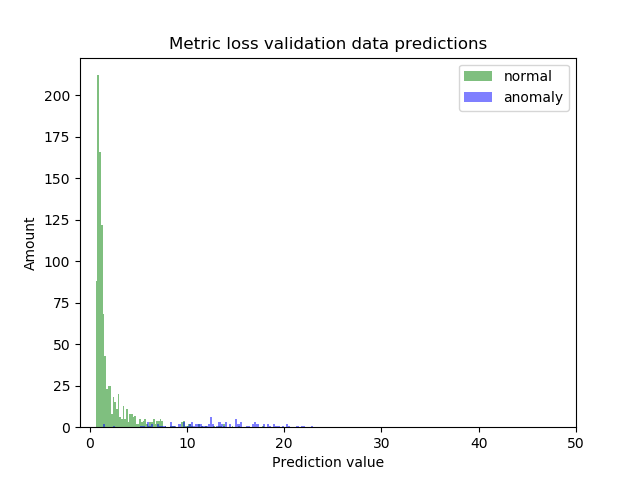 Metric loss validation data predictions
normal
anomaly
200
175
150
125
100
75
50
25
0
Amount
0 10 20 30 40 50
Prediction value